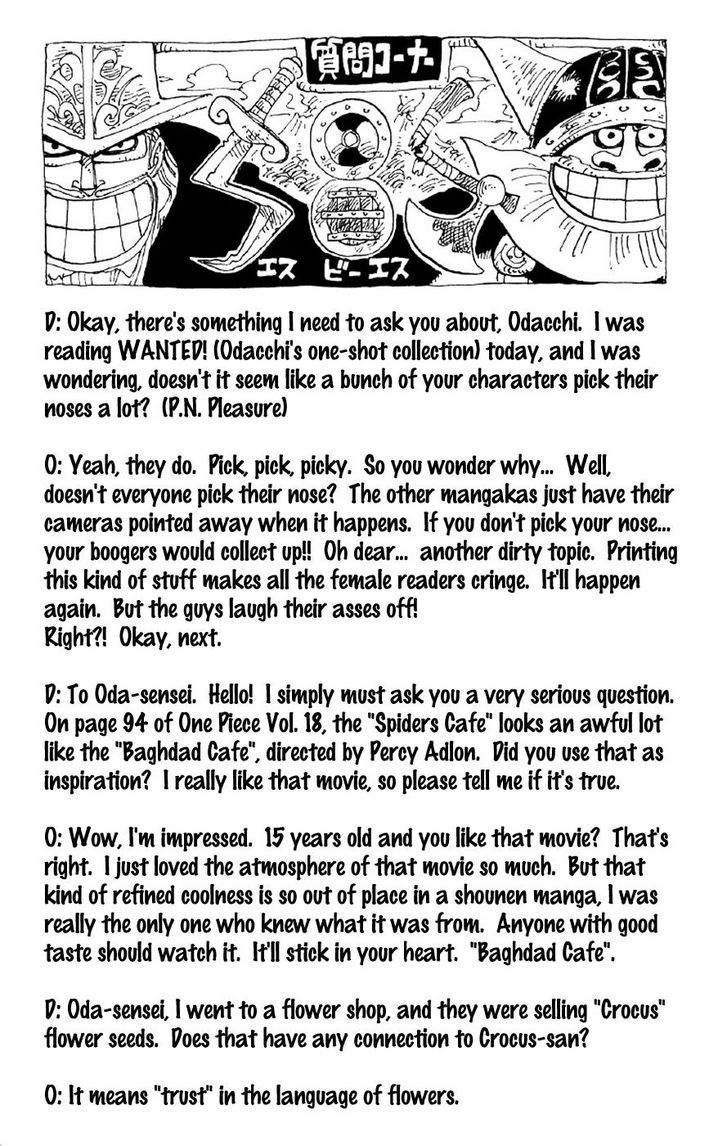 質問コーナー
エス ビーエス
D: Okay, there's something I need to ask you about, Odacchi. I was
reading WANTED! (Odacchi's one-shot collection) today, and I was
wondering, doesn't it seem like a bunch of your characters pick their
noses a lot? (P.N. Pleasure)
O: Yeah, they do. Pick, pick, picky. So you wonder why... Well,
doesn't everyone pick their nose? The other mangakas just have their
cameras pointed away when it happens. If you don't pick your nose...
your boogers would collect up!! Oh dear... another dirty topic. Printing
this kind of stuff makes all the female readers cringe. It'll happen
again. But the guys laugh their asses off!
Right?! Okay, next.
D: To Oda-sensei. Hello! I simply must ask you a very serious question.
On page 94 of One Piece Vol. 18, the "Spiders Cafe" looks an awful lot
like the "Baghdad Cafe", directed by Percy Adlon. Did you use that as
inspiration? I really like that movie, so please tell me if it's true.
O: Wow, I'm impressed. 15 years old and you like that movie? That's
right. I just loved the atmosphere of that movie so much. But that
kind of refined coolness is so out of place in a shounen manga, I was
really the only one who knew what it was from. Anyone with good
taste should watch it. It'll stick in your heart. "Baghdad Cafe".
D: Oda-sensei, I went to a flower shop, and they were selling "Crocus"
flower seeds. Does that have any connection to Crocus-san?
O: It means "trust" in the language of flowers.